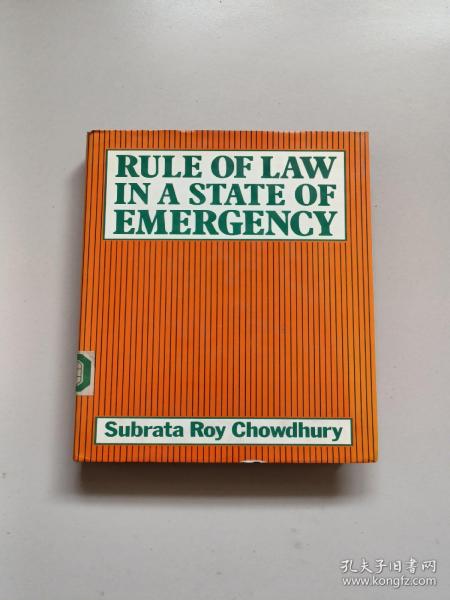 RULE OF LAW
IN A STATE OF
EMERGENCY
Subrata Roy Chowdhury
孔夫子旧书网
www.kongfz.com